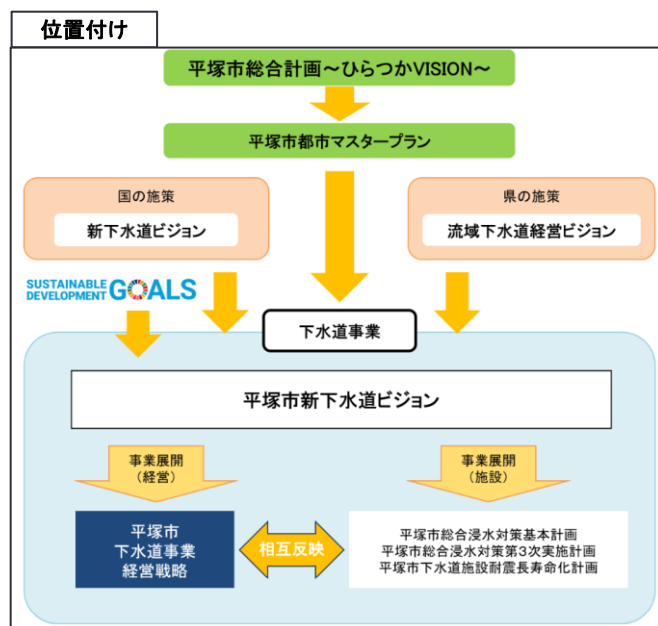 位置付け
平塚市総合計画～ひらつかVISION～
平塚市都市マスタープラン
国の施策
新下水道ビジョン
県の施策
流域下水道経営ビジョン
SUSTAINABLE
DEVELOPMENT GOALS
下水道事業
平塚市新下水道ビジョン
事業展開
（経営）
事業展開
（施設）
平塚市
下水道事業
経営戦略
相互反映
平塚市総合浸水対策基本計画
平塚市総合浸水対策第3次実施計画
平塚市下水道施設耐震長寿命化計画